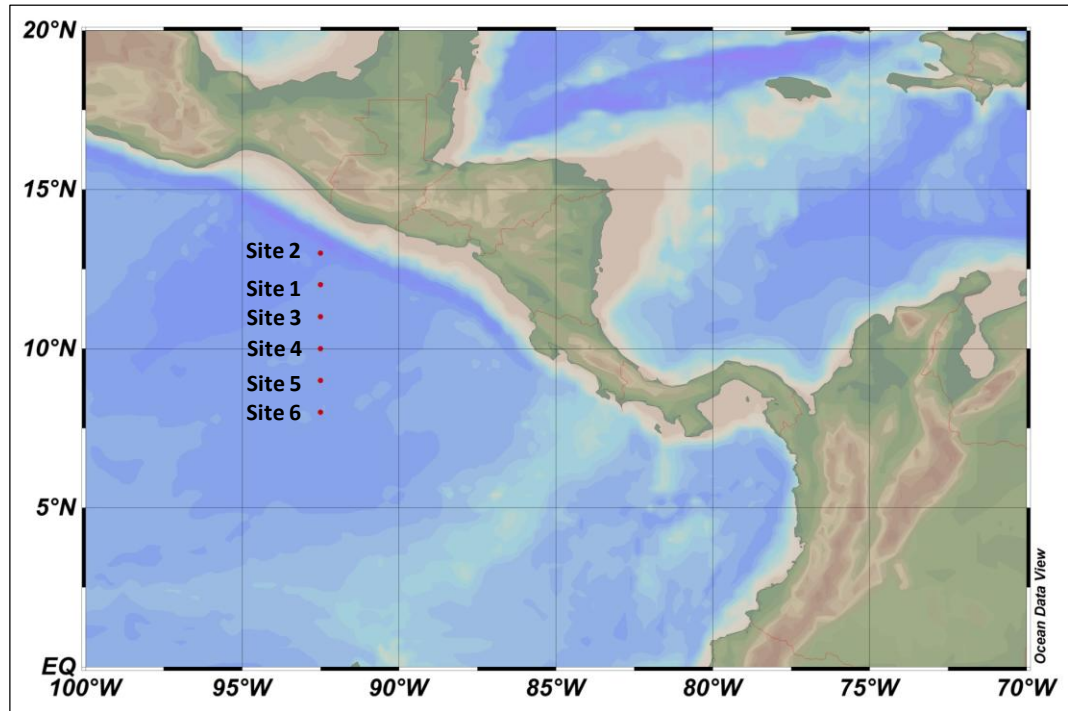 20°N
15°N
Site 2
Site 1
Site 3
10°N
Site 4
Site 5
Site 6
5°N
EQ
100°W 95°W 90°W 85°W 80°W 75°W 70°W
Ocean Data View